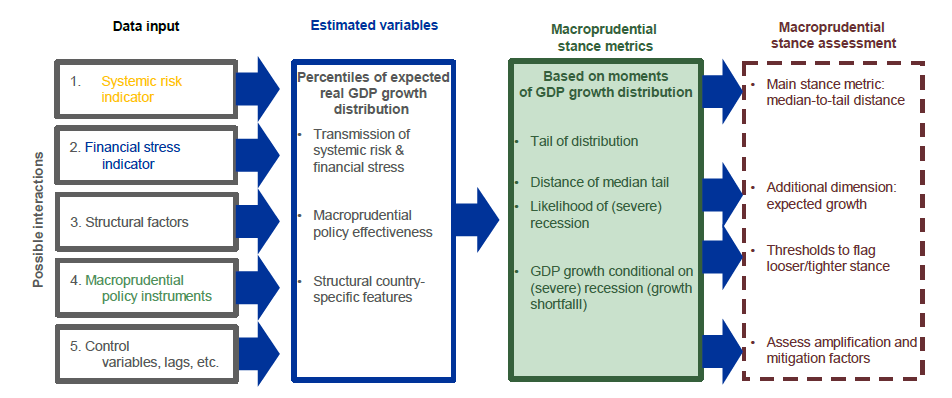 Data input
Possible interactions
1. Systemic risk
indicator
2. Financial stress
indicator
3. Structural factors
4. Macroprudential
policy instruments
5. Control
variables, lags, etc.
Estimated variables
Percentiles of expected
real GDP growth
distribution
• Transmission of
systemic risk &
financial stress
• Macroprudential
policy effectiveness
• Structural country-
specific features
Macroprudential
stance metrics
Based on moments
of GDP growth distribution
• Tail of distribution
• Distance of median tail
• Likelihood of (severe)
recession
• GDP growth conditional on
(severe) recession (growth
shortfalll)
Macroprudential
stance assessment
• Main stance metric:
median-to-tail distance
• Additional dimension:
expected growth
• Thresholds to flag
looser/tighter stance
• Assess amplification and
mitigation factors